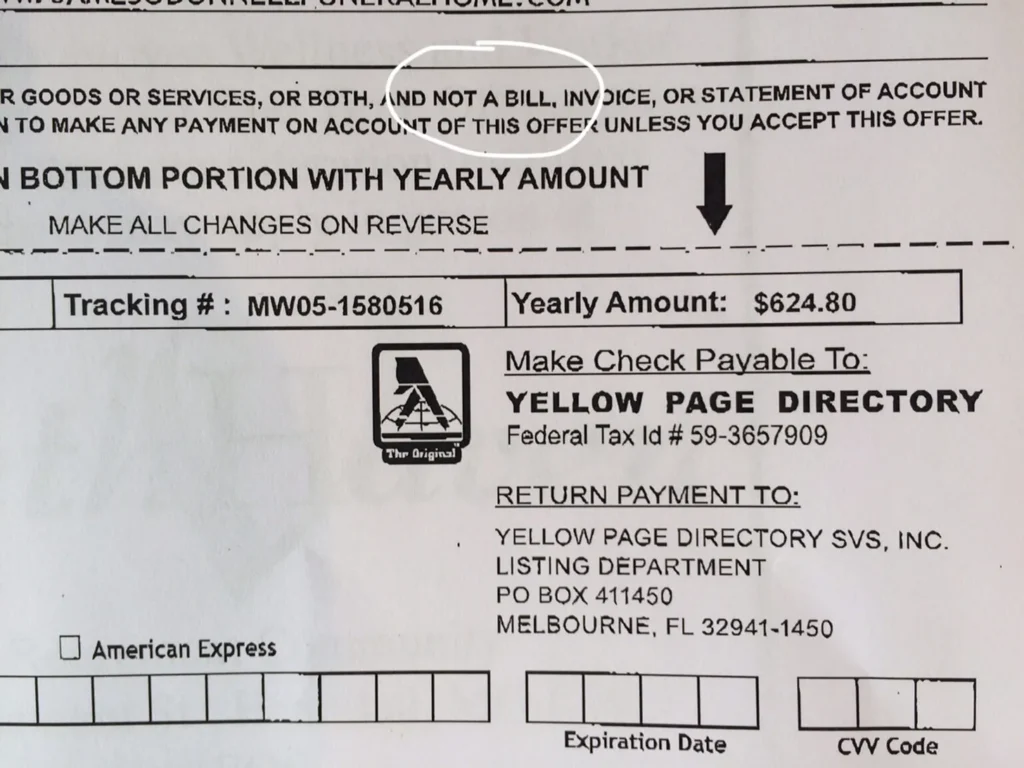 R GOODS OR SERVICES, OR BOTH, AND NOT A BILL, INVOICE, OR STATEMENT OF ACCOUNT
N TO MAKE ANY PAYMENT ON ACCOUNT OF THIS OFFER UNLESS YOU ACCEPT THIS OFFER.
N BOTTOM PORTION WITH YEARLY AMOUNT
MAKE ALL CHANGES ON REVERSE
Tracking # : MW05-1580516 Yearly Amount: $624.80
The Original
Make Check Payable To:
YELLOW PAGE DIRECTORY
Federal Tax Id # 59-3657909
RETURN PAYMENT TO:
YELLOW PAGE DIRECTORY SVS, INC.
LISTING DEPARTMENT
PO BOX 411450
MELBOURNE, FL 32941-1450
American Express
Expiration Date
CVV Code